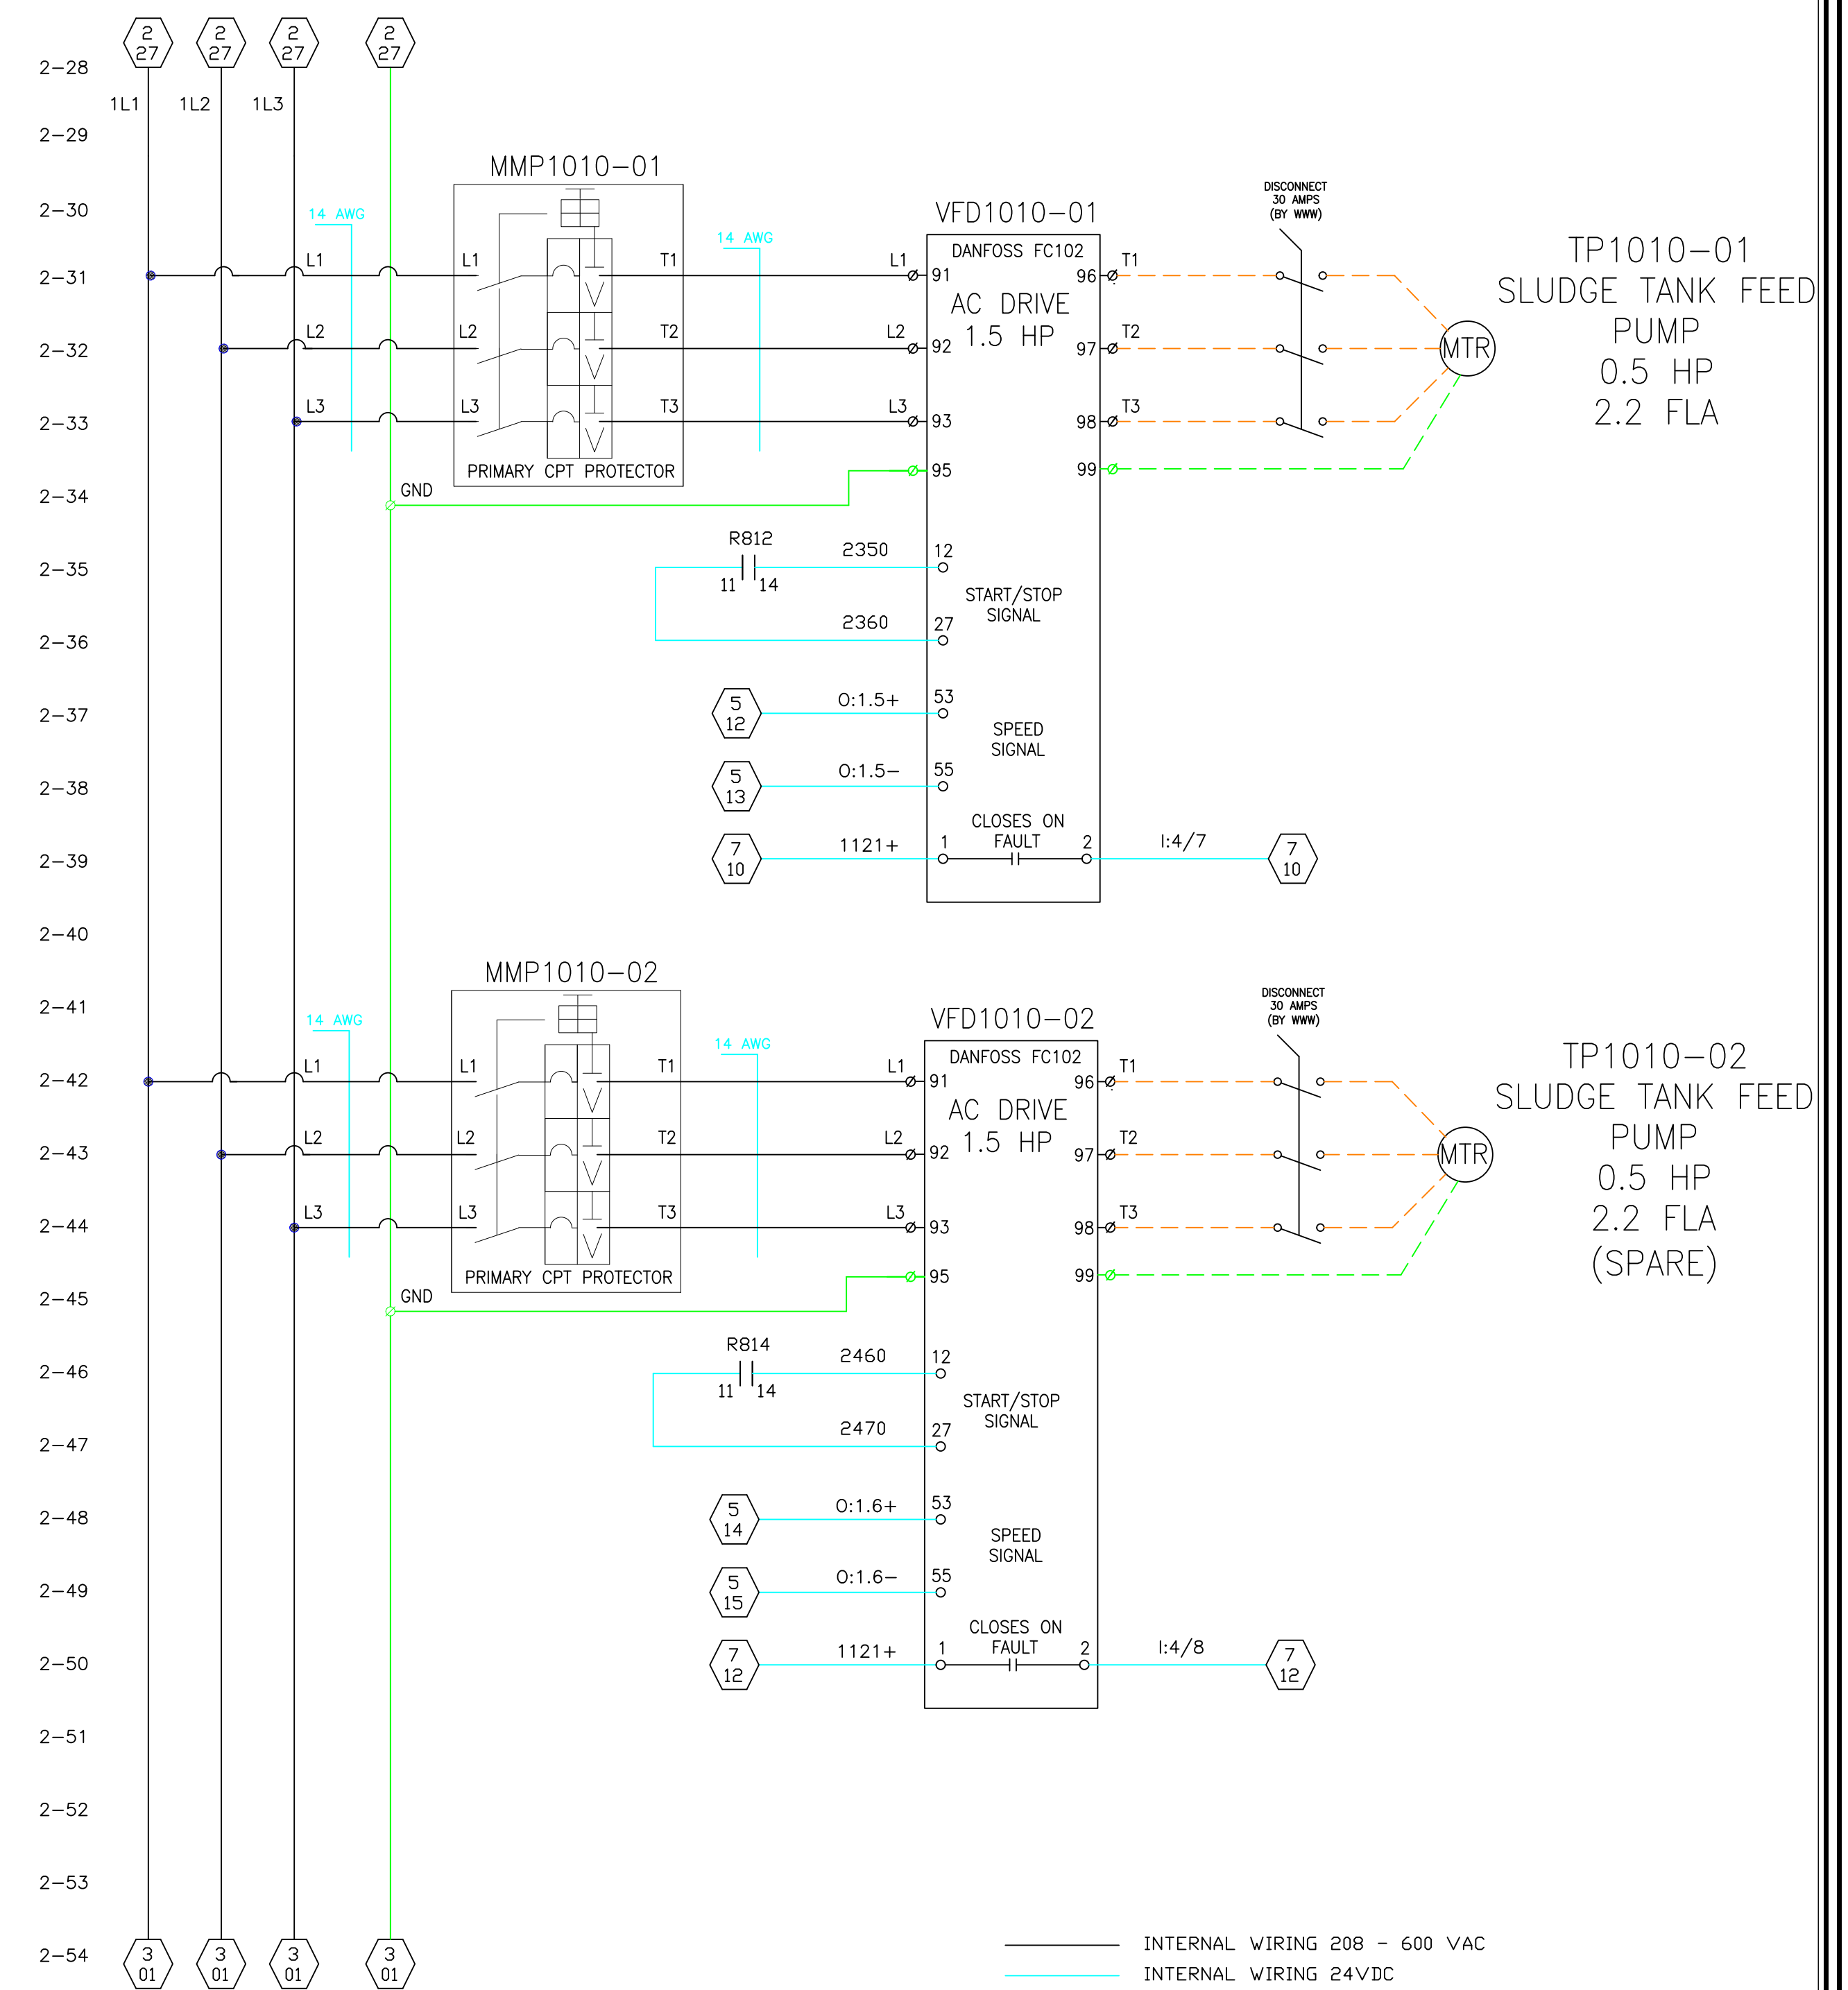 2 27
2 27
2 27
2 27
2-28
1L1 1L2 1L3
2-29
MMP1010-01
2-30
14 AWG
DISCONNECT
30 AMPS
(BY WWW)
VFD1010-01
14 AWG
DANFOSS FC102
TP1010-01
SLUDGE TANK FEED
PUMP
0.5 HP
2.2 FLA
2-31
L1 L1 T1 L1 91 96 T1
AC DRIVE
1.5 HP
2-32
L2 L2 T2 L2 92 97 T2
MTR
2-33
L3 L3 T3 L3 93 98 T3
PRIMARY CPT PROTECTOR
95 99
2-34
GND
R812
2-35
11 14 2350 12
START/STOP
SIGNAL
2-36
2360 27
2-37
5 12
O:1.5+ 53
SPEED
SIGNAL
2-38
5 13
O:1.5- 55
CLOSES ON
FAULT
2-39
7 10
1121+ 1 2 I:4/7
7 10
2-40
MMP1010-02
2-41
14 AWG
DISCONNECT
30 AMPS
(BY WWW)
VFD1010-02
14 AWG
DANFOSS FC102
TP1010-02
SLUDGE TANK FEED
PUMP
0.5 HP
2.2 FLA
(SPARE)
2-42
L1 L1 T1 L1 91 96 T1
AC DRIVE
1.5 HP
2-43
L2 L2 T2 L2 92 97 T2
MTR
2-44
L3 L3 T3 L3 93 98 T3
PRIMARY CPT PROTECTOR
95 99
2-45
GND
R814
2-46
11 14 2460 12
START/STOP
SIGNAL
2-47
2470 27
2-48
5 14
O:1.6+ 53
SPEED
SIGNAL
2-49
5 15
O:1.6- 55
CLOSES ON
FAULT
2-50
7 12
1121+ 1 2 I:4/8
7 12
2-51
2-52
2-53
2-54
3 01
3 01
3 01
3 01
INTERNAL WIRING 208 - 600 VAC
INTERNAL WIRING 24VDC